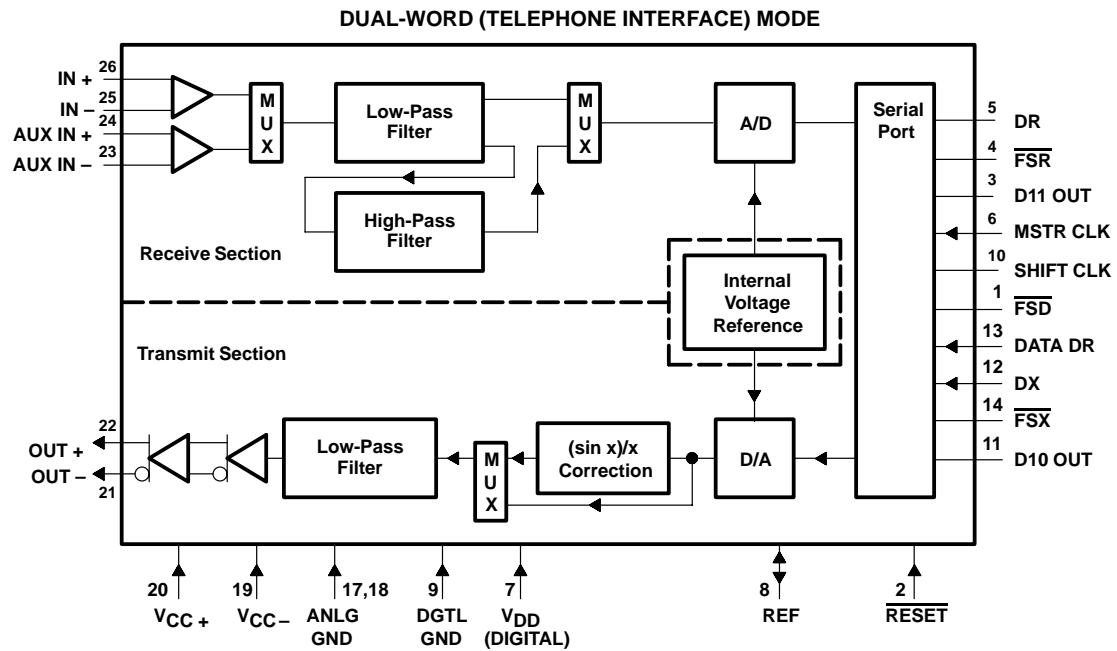 DUAL-WORD (TELEPHONE INTERFACE) MODE
26
IN +
25
IN –
24
AUX IN +
23
AUX IN –
M
U
X
Low-Pass
Filter
High-Pass
Filter
M
U
X
A/D
Serial
Port
5
DR
4
FSR
3
D11 OUT
6
MSTR CLK
10
SHIFT CLK
1
FSD
13
DATA DR
12
DX
14
FSX
11
D10 OUT
Receive Section
Internal
Voltage
Reference
Transmit Section
22
OUT +
OUT –
21
Low-Pass
Filter
M
U
X
(sin x)/x
Correction
D/A
20
VCC +
19
VCC –
17,18
ANLG
GND
9
DGTL
GND
7
VDD
(DIGITAL)
8
REF
2
RESET